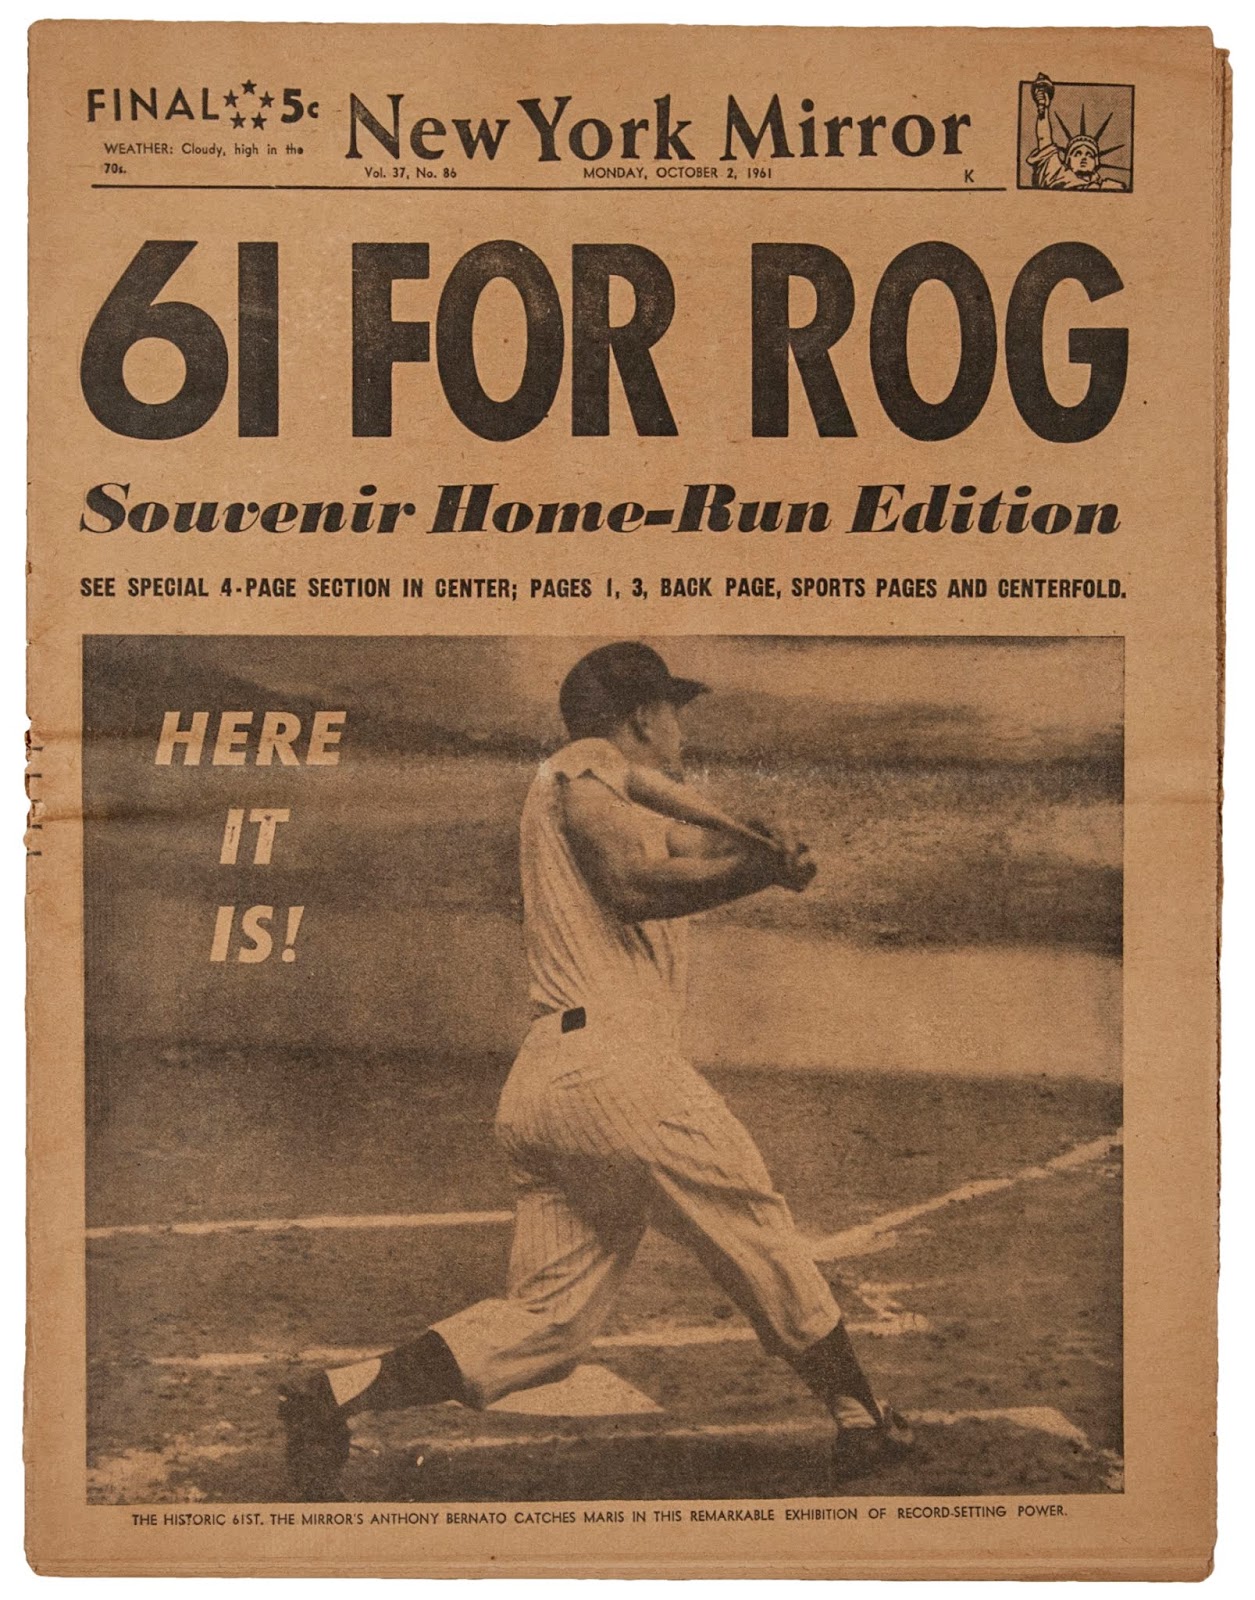 FINAL 5c
WEATHER: Cloudy, high in the
70s.
New York Mirror
Vol. 37, No. 86 MONDAY, OCTOBER 2, 1961 K
61 FOR ROG
Souvenir Home-Run Edition
SEE SPECIAL 4-PAGE SECTION IN CENTER; PAGES 1, 3, BACK PAGE, SPORTS PAGES AND CENTERFOLD.
HERE
IT
IS!
THE HISTORIC 61ST. THE MIRROR'S ANTHONY BERNATO CATCHES MARIS IN THIS REMARKABLE EXHIBITION OF RECORD-SETTING POWER.